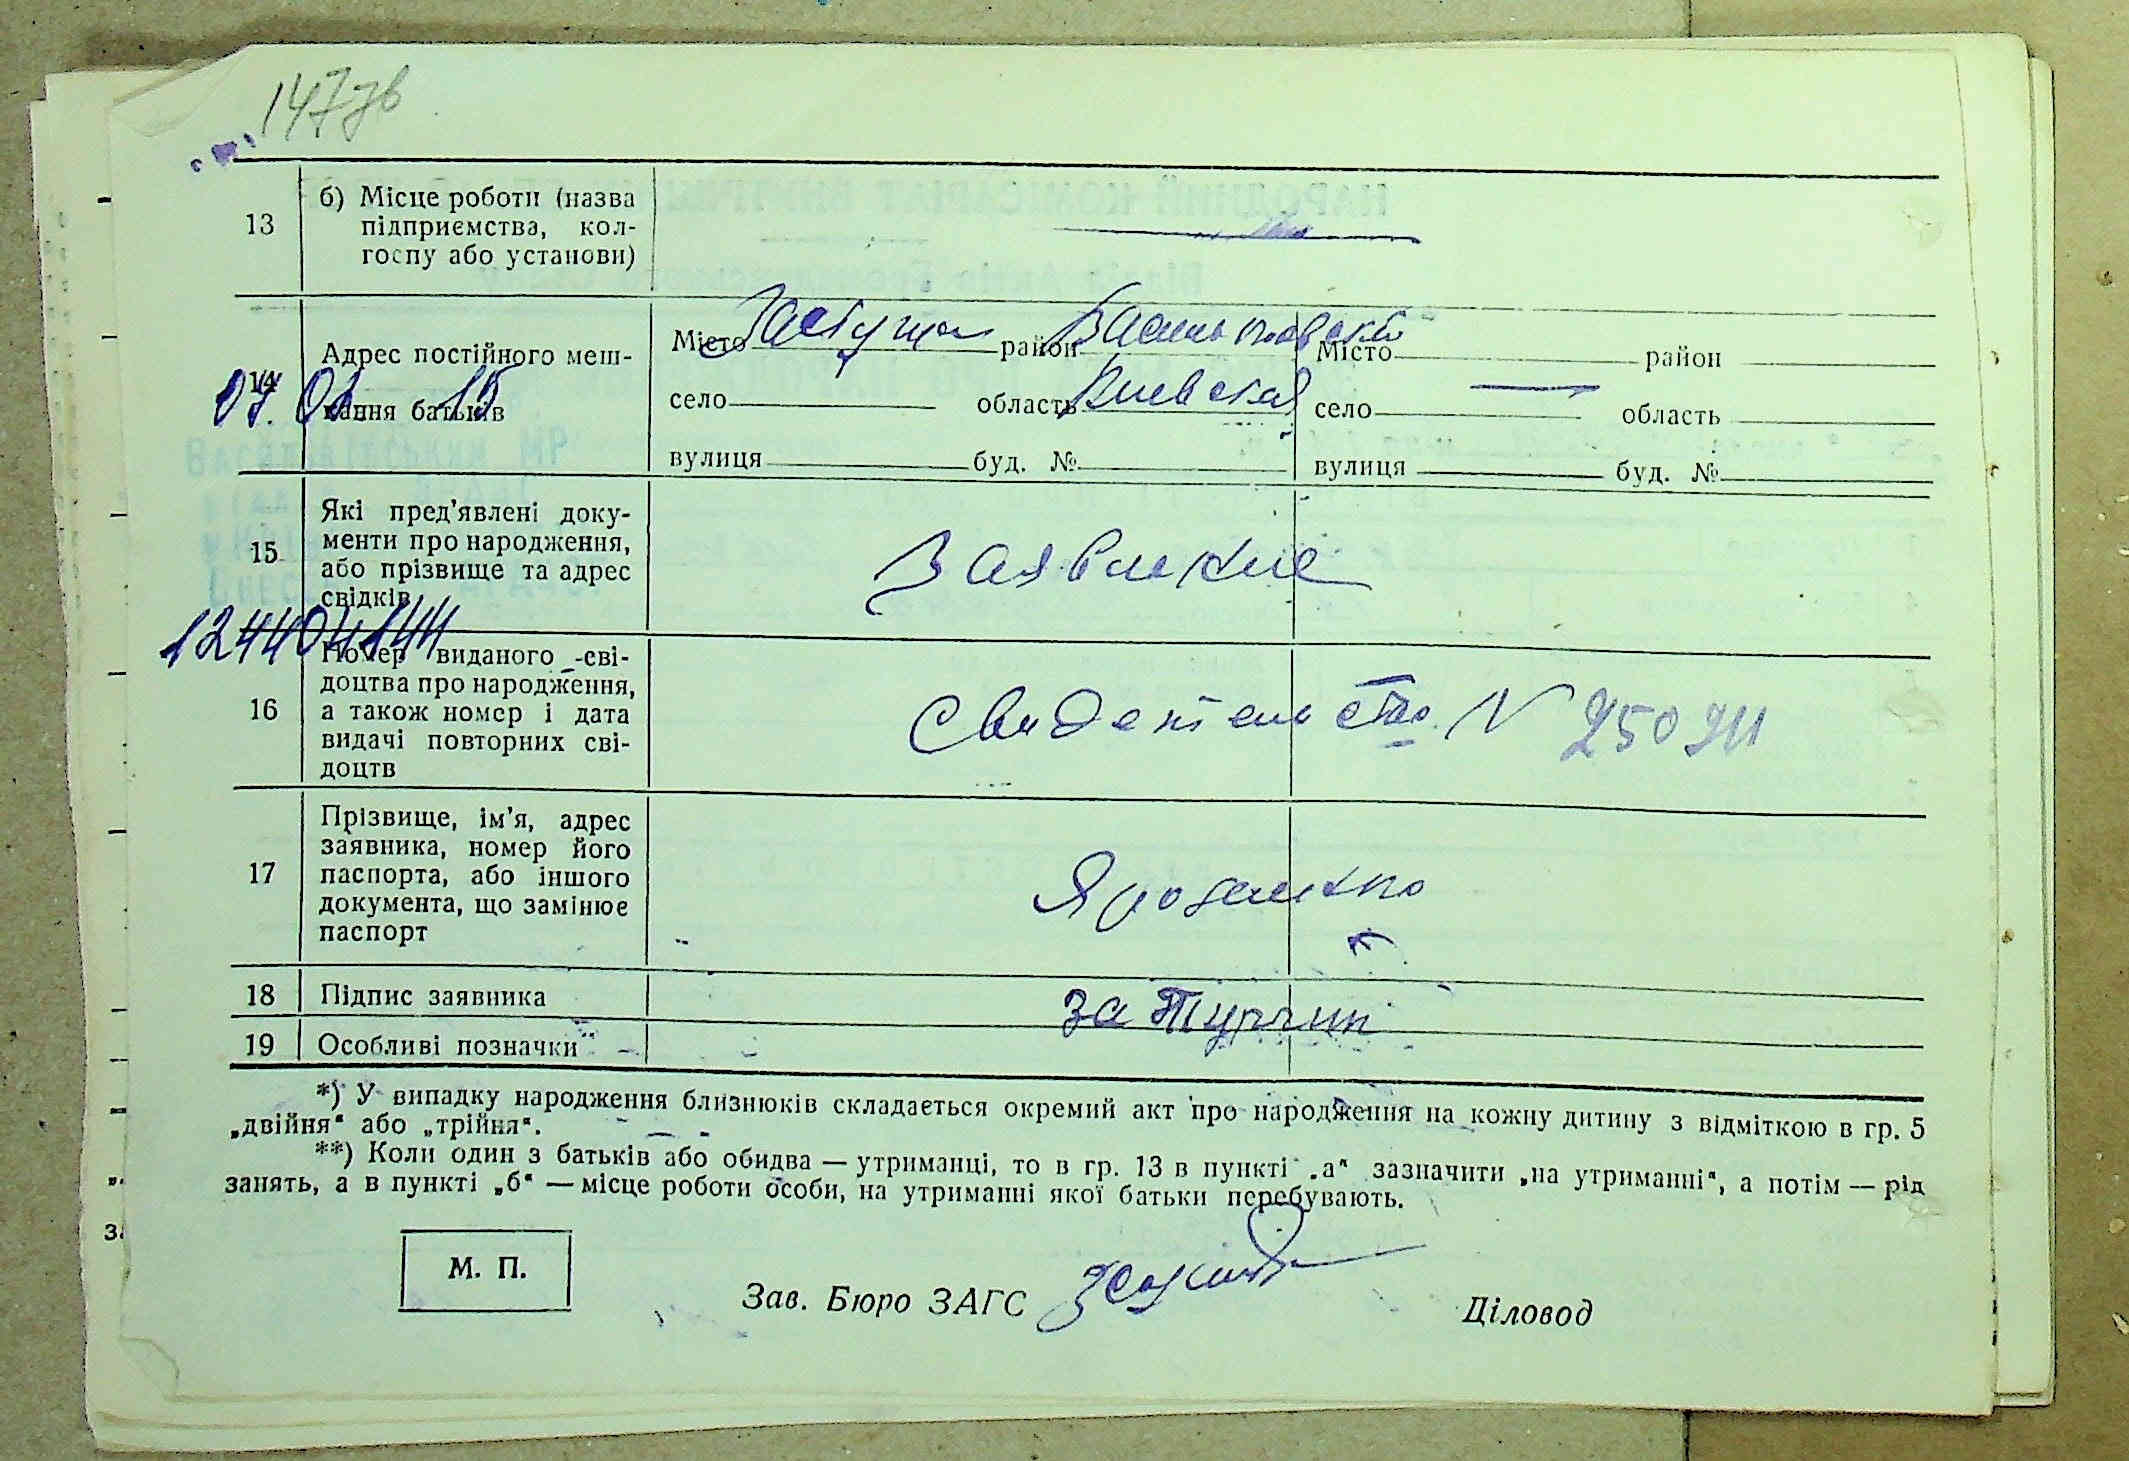 147зв
13
б) Місце роботи (назва
підприємства, кол-
госпу або установи)
Адрес постійного меш-
кання батьків
07. 01 15
Місто район Васильковский
село область Киевская
вулиця буд. №
Місто район
село — область
вулиця буд. №
15
Які пред'явлені доку-
менти про народження,
або прізвище та адрес
свідків
Заявление
124404144
16
Номер виданого сві-
доцтва про народження,
а також номер і дата
видачі повторних сві-
доцтв
Свидетельство N
17
Прізвище, ім'я, адрес
заявника, номер його
паспорта, або іншого
документа, що замінює
паспорт
18 Підпис заявника
за Турчин
19 Особливі позначки
*) У випадку народження близнюків складається окремий акт про народження на кожну дитину з відміткою в гр. 5
„двійня“ або „трійня“.
**) Коли один з батьків або обидва — утриманці, то в гр. 13 в пункті „а“ зазначити „на утриманні“, а потім — рід
занять, а в пункті „б“ — місце роботи особи, на утриманні якої батьки перебувають.
М. П.
Зав. Бюро ЗАГС
Діловод